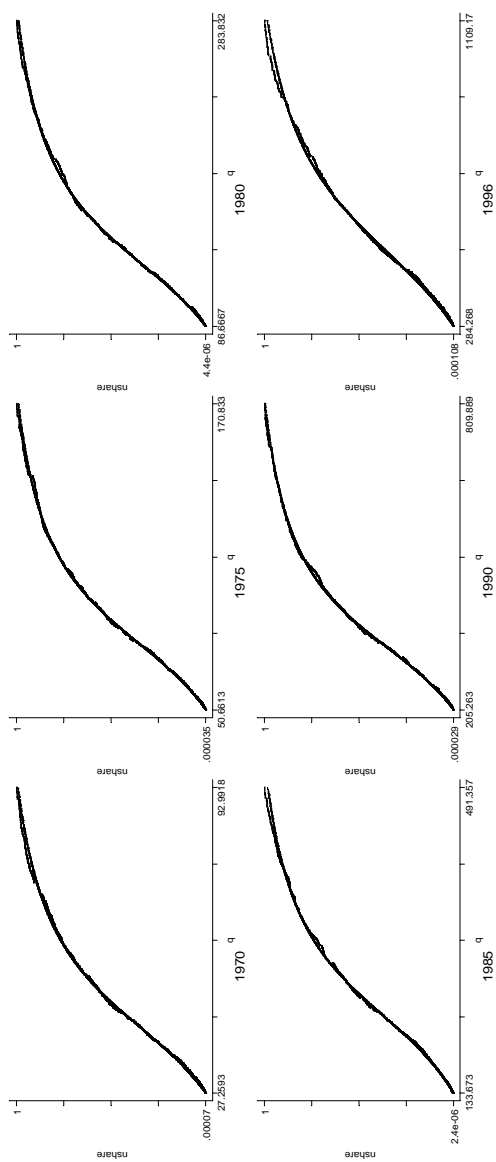 nshare
1
.00007
27.2593 92.9918
q
1970
nshare
1
.000035
50.6613 170.833
q
1975
nshare
1
4.4e-06
86.6667 283.832
q
1980
nshare
1
2.4e-06
133.673 491.357
q
1985
nshare
1
.000029
205.263 809.889
q
1990
nshare
1
.000108
284.268 1109.17
q
1996